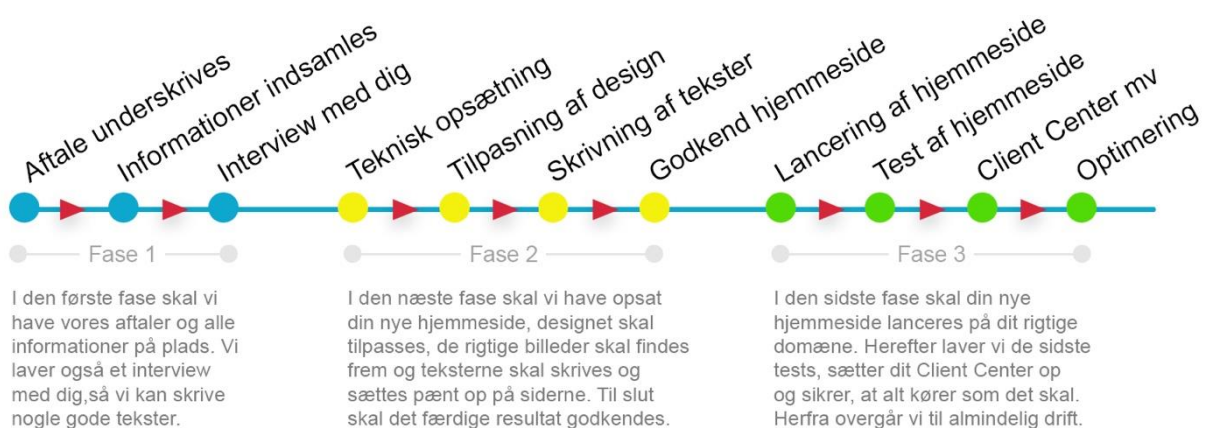 Aftale underskrives
Informationer indsamles
Interview med dig
Teknisk opsætning
Tilpasning af design
Skrivning af tekster
Godkend hjemmeside
Lancering af hjemmeside
Test af hjemmeside
Client Center mv
Optimering
Fase 1
I den første fase skal vi
have vores aftaler og alle
informationer på plads. Vi
laver også et interview
med dig,så vi kan skrive
nogle gode tekster.
Fase 2
I den næste fase skal vi have opsat
din nye hjemmeside, designet skal
tilpasses, de rigtige billeder skal findes
frem og teksterne skal skrives og
sættes pænt op på siderne. Til slut
skal det færdige resultat godkendes.
Fase 3
I den sidste fase skal din nye
hjemmeside lanceres på dit rigtige
domæne. Herefter laver vi de sidste
tests, sætter dit Client Center op
og sikrer, at alt kører som det skal.
Herfra overgår vi til almindelig drift.